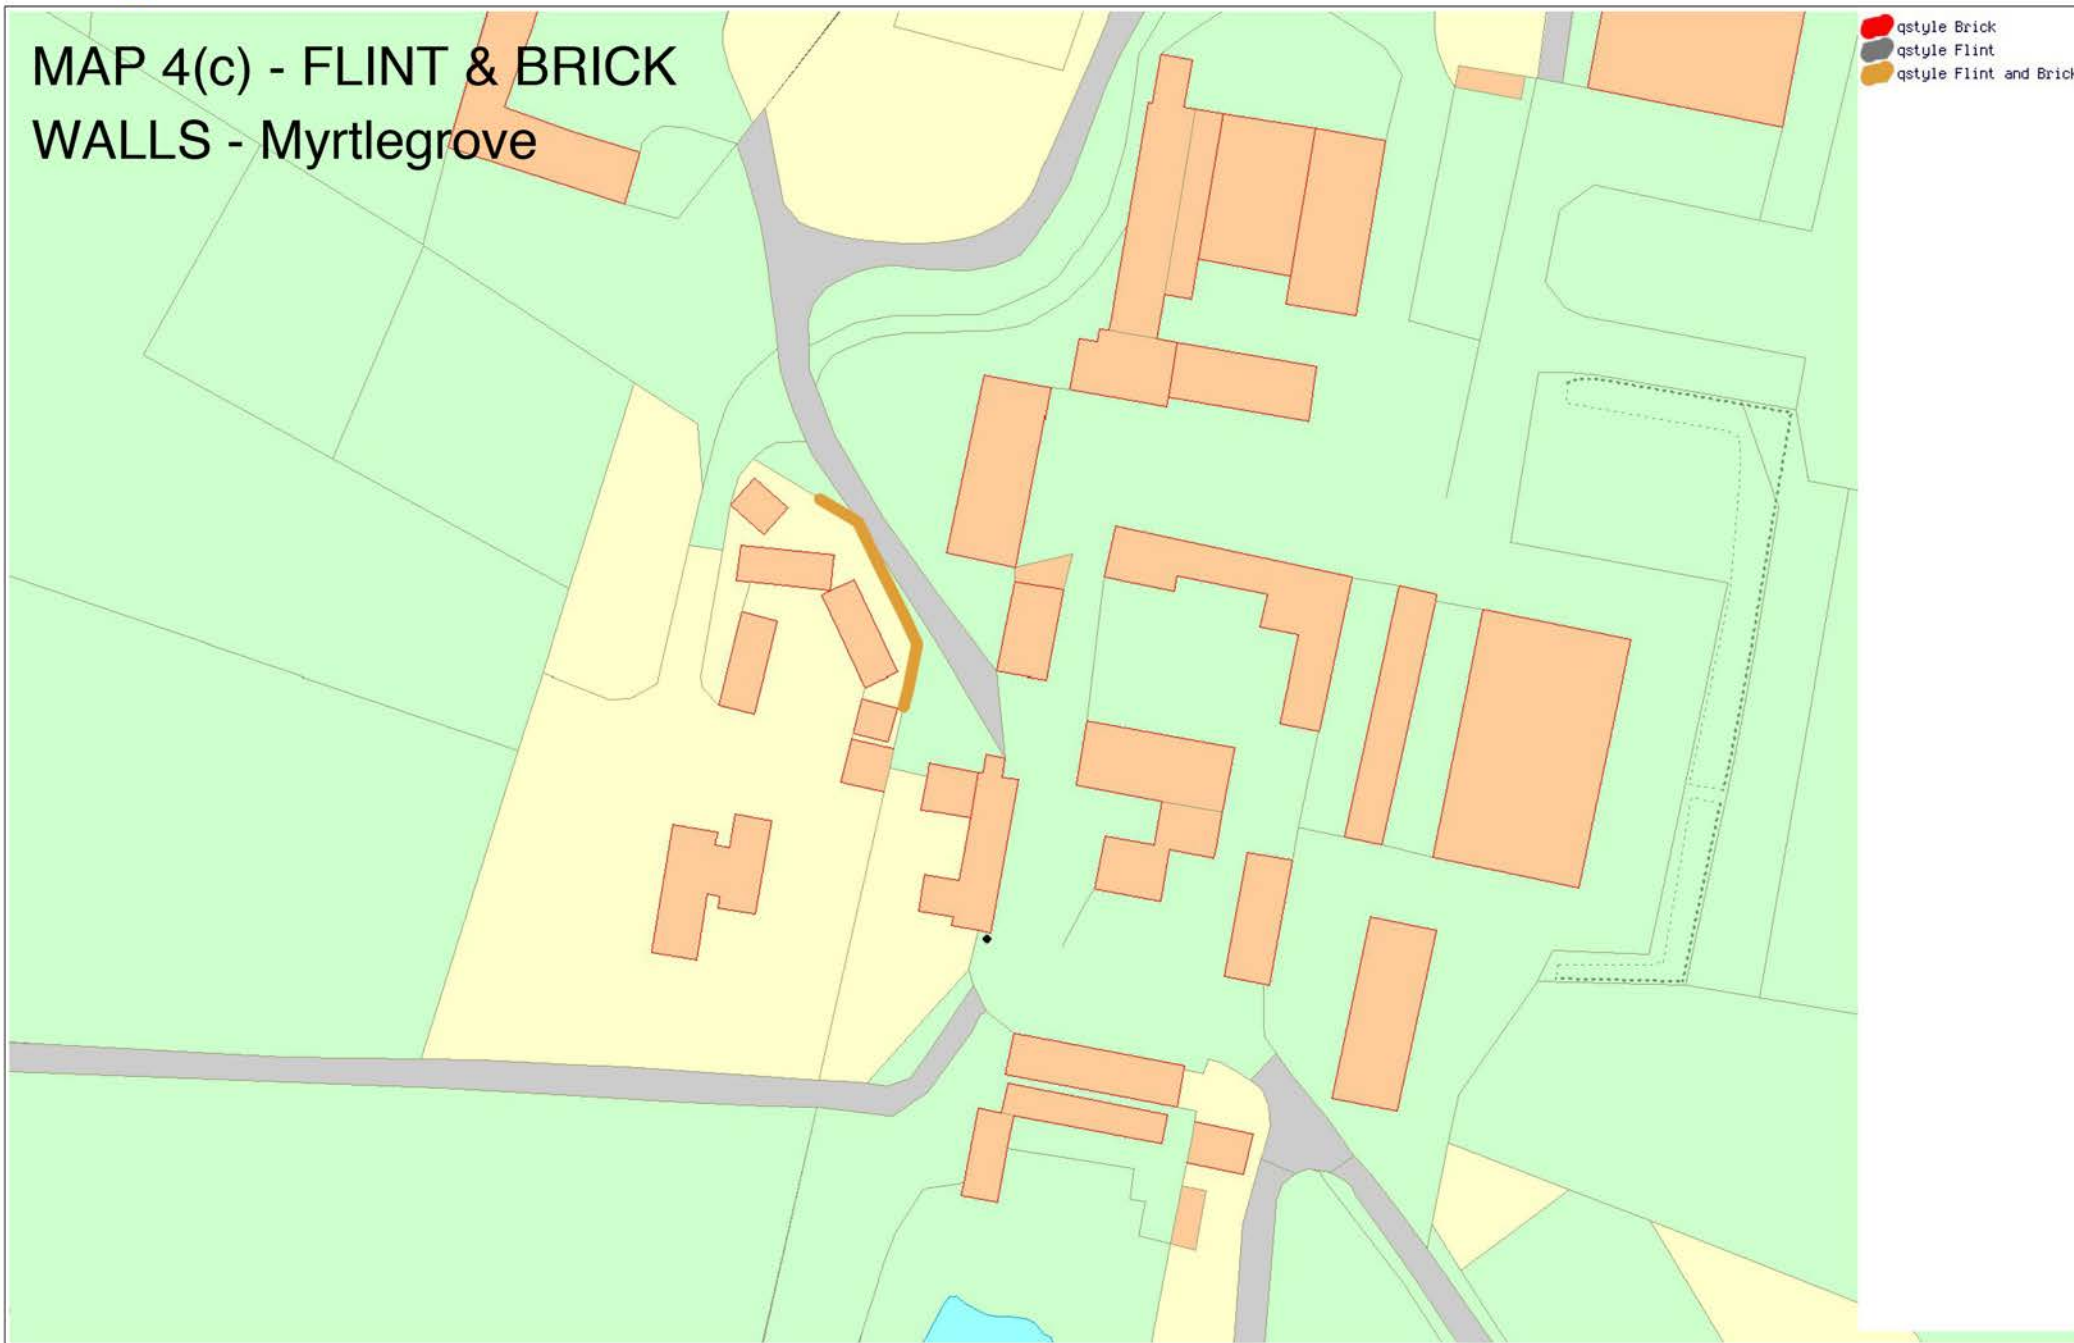 MAP 4(c) - FLINT & BRICK
WALLS - Myrtlegrove
qstyle Brick
qstyle Flint
qstyle Flint and Brick